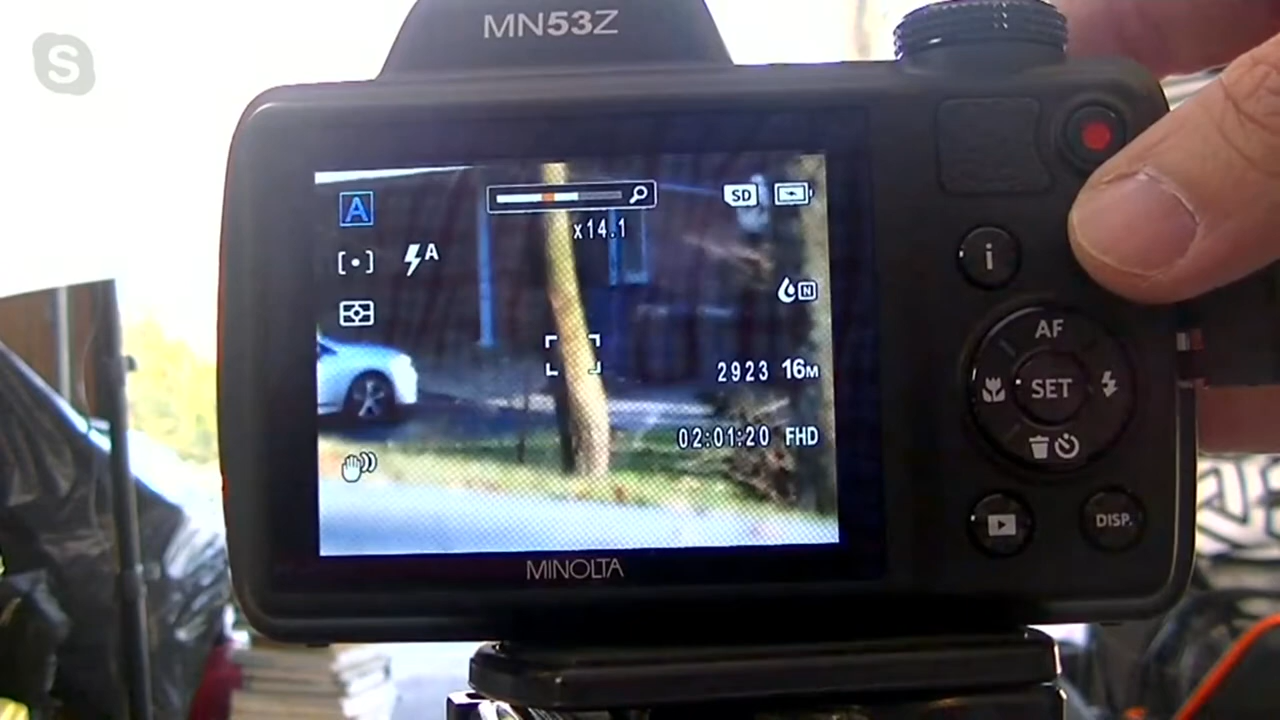 MN53Z
S
A
SD
x14.1
A
i
N
AF
2923 16M
SET
02:01:20 FHD
DISP.
MINOLTA